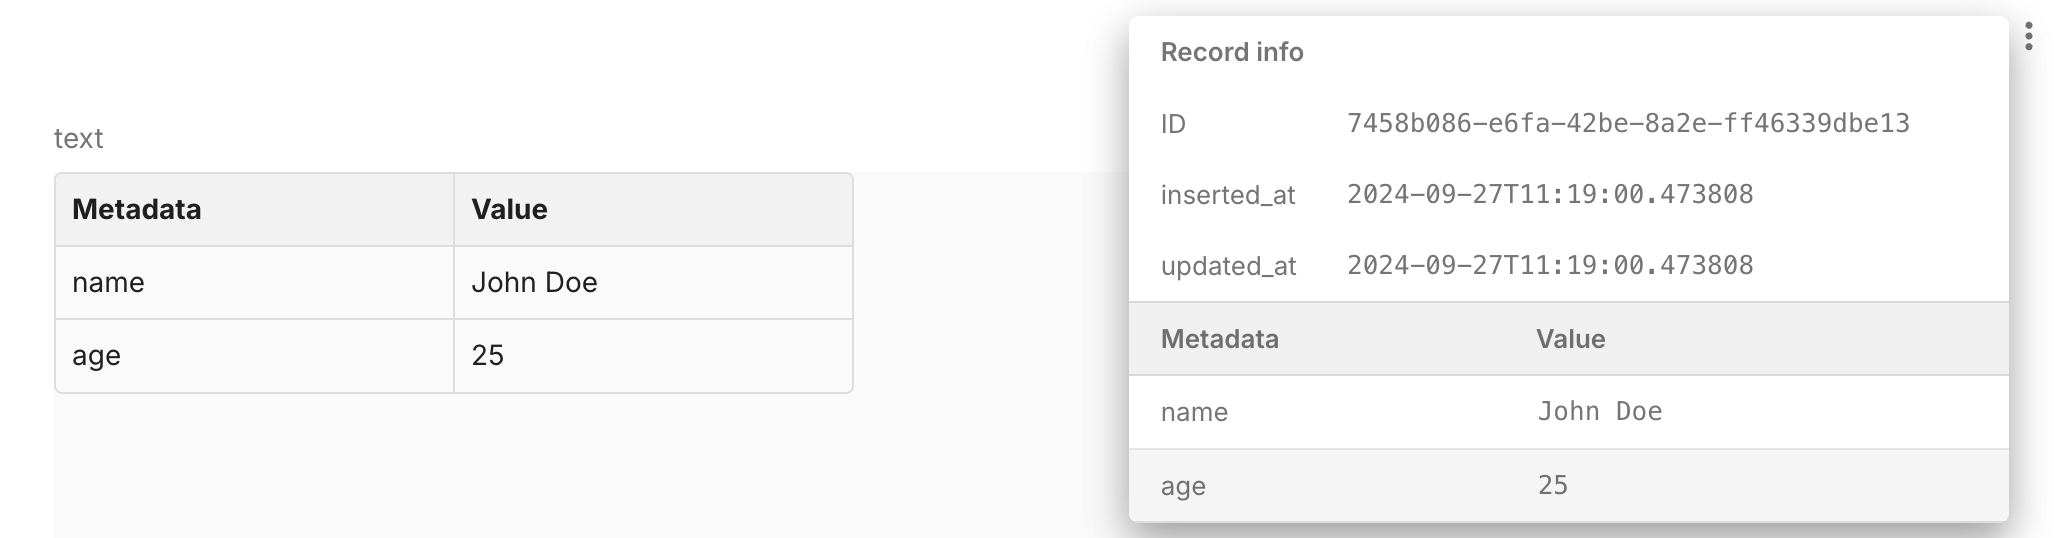 text
Metadata Value
name John Doe
age 25
Record info
ID 7458b086-e6fa-42be-8a2e-ff46339dbe13
inserted_at 2024-09-27T11:19:00.473808
updated_at 2024-09-27T11:19:00.473808
Metadata Value
name John Doe
age 25